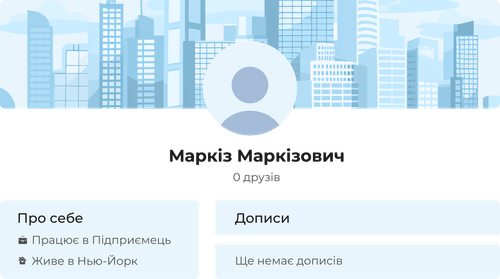 Маркіз Маркізович
0 друзів
Про себе
Працює в Підприємець
Живе в Нью-Йорк
Дописи
Ще немає дописів